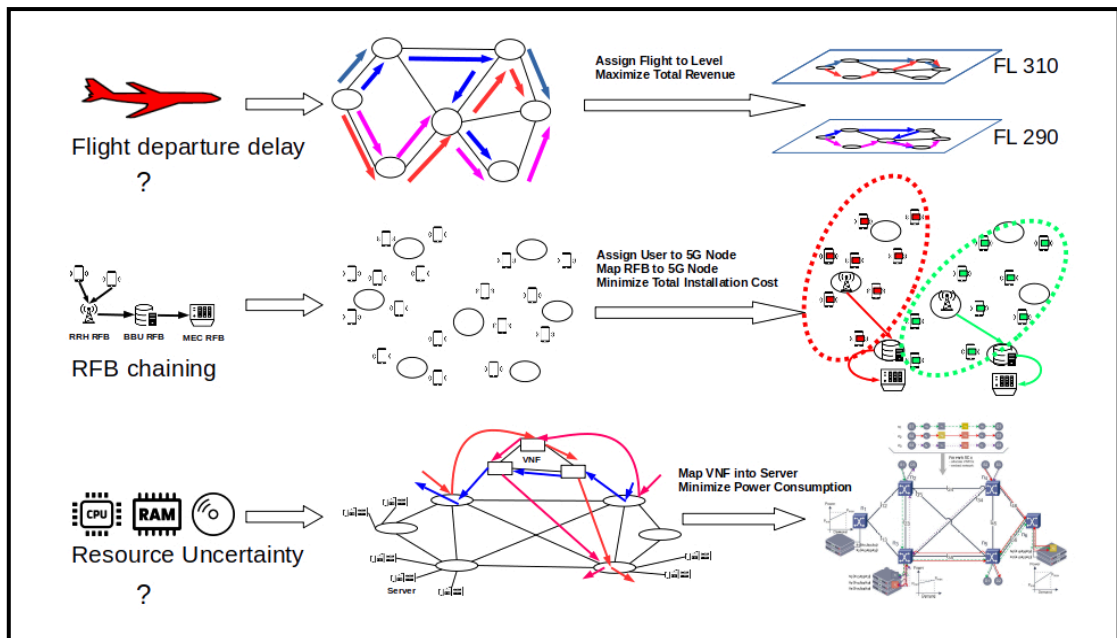 Assign Flight to Level
Maximize Total Revenue
FL 310
Flight departure delay
?
FL 290
Assign User to 5G Node
Map RFB to 5G Node
Minimize Total Installation Cost
RRH RFB
BBU RFB
MEC RFB
RFB chaining
VNF
Map VNF into Server
Minimize Power Consumption
CPU
RAM
Resource Uncertainty
?
Server